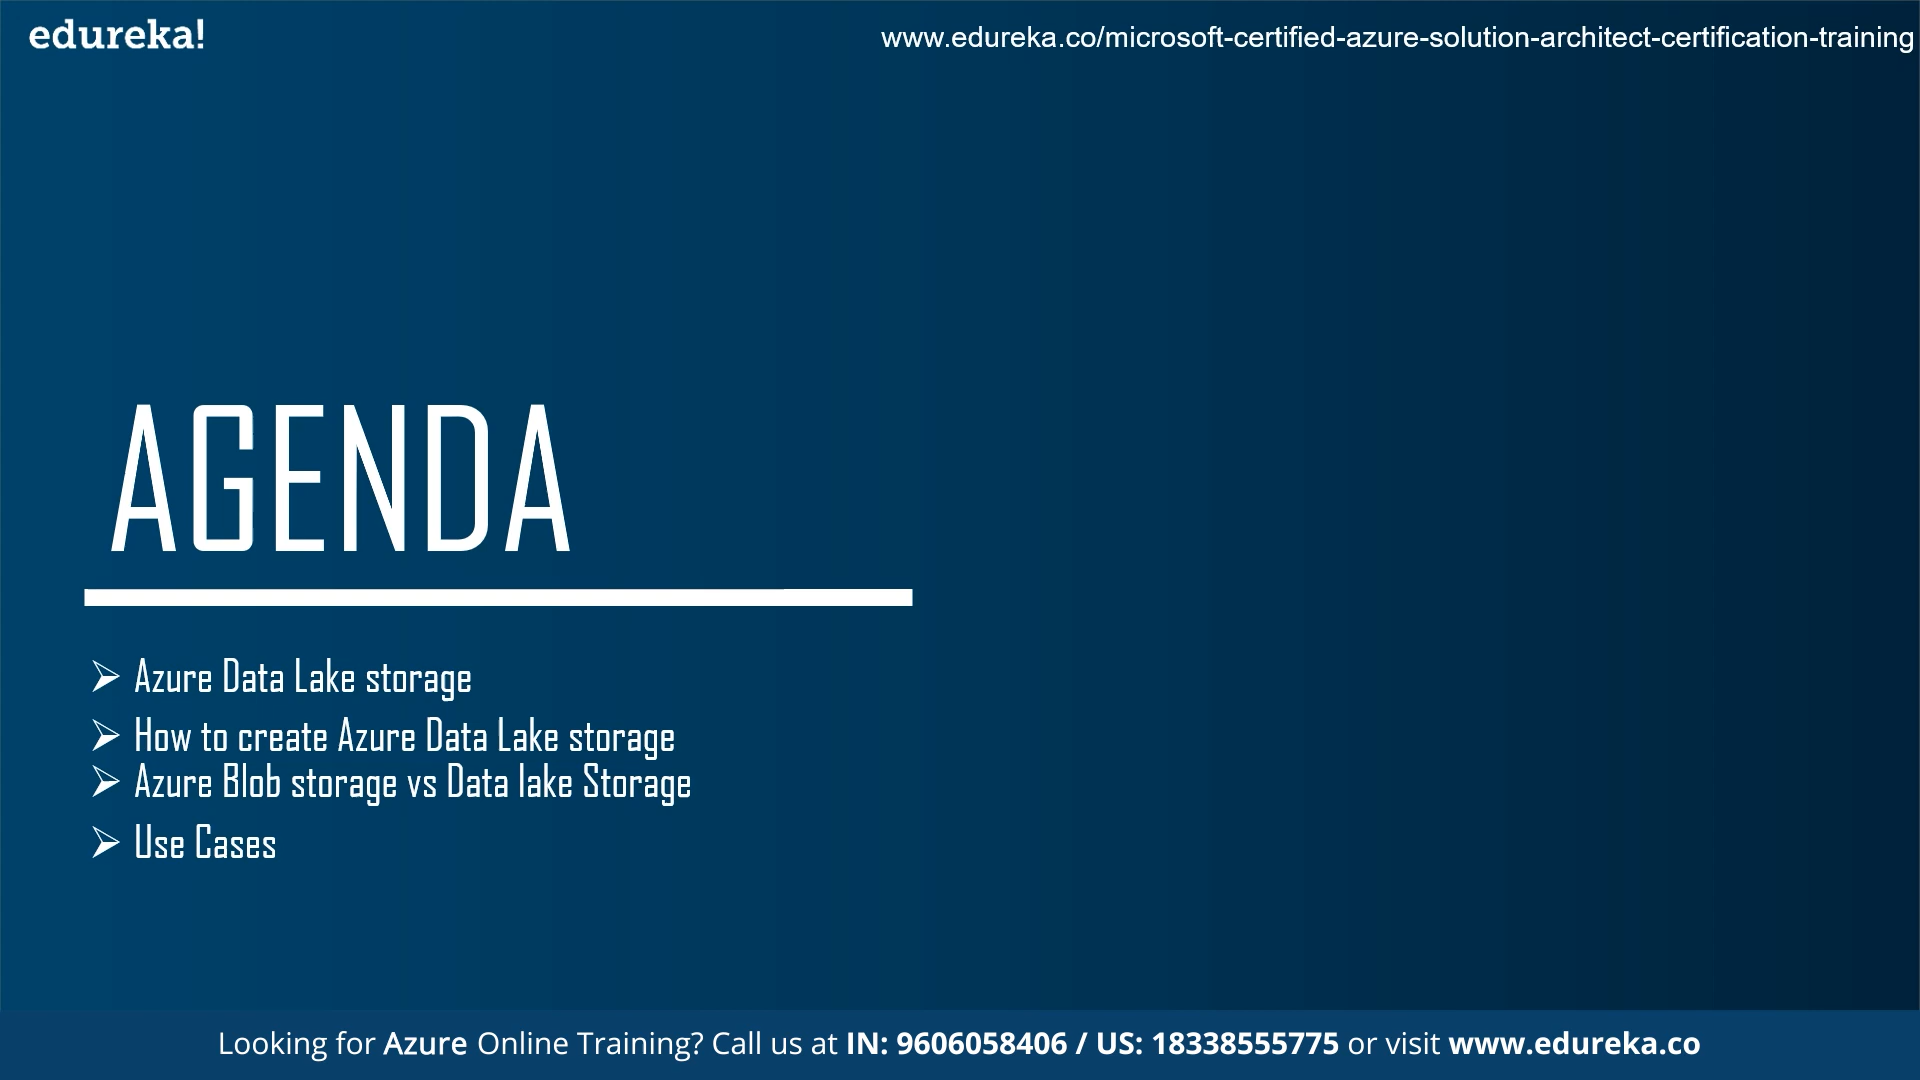 edureka!
www.edureka.co/microsoft-certified-azure-solution-architect-certification-training
AGENDA
➢ Azure Data Lake storage
➢ How to create Azure Data Lake storage
➢ Azure Blob storage vs Data lake Storage
➢ Use Cases
Looking for Azure Online Training? Call us at IN: 9606058406 / US: 18338555775 or visit www.edureka.co